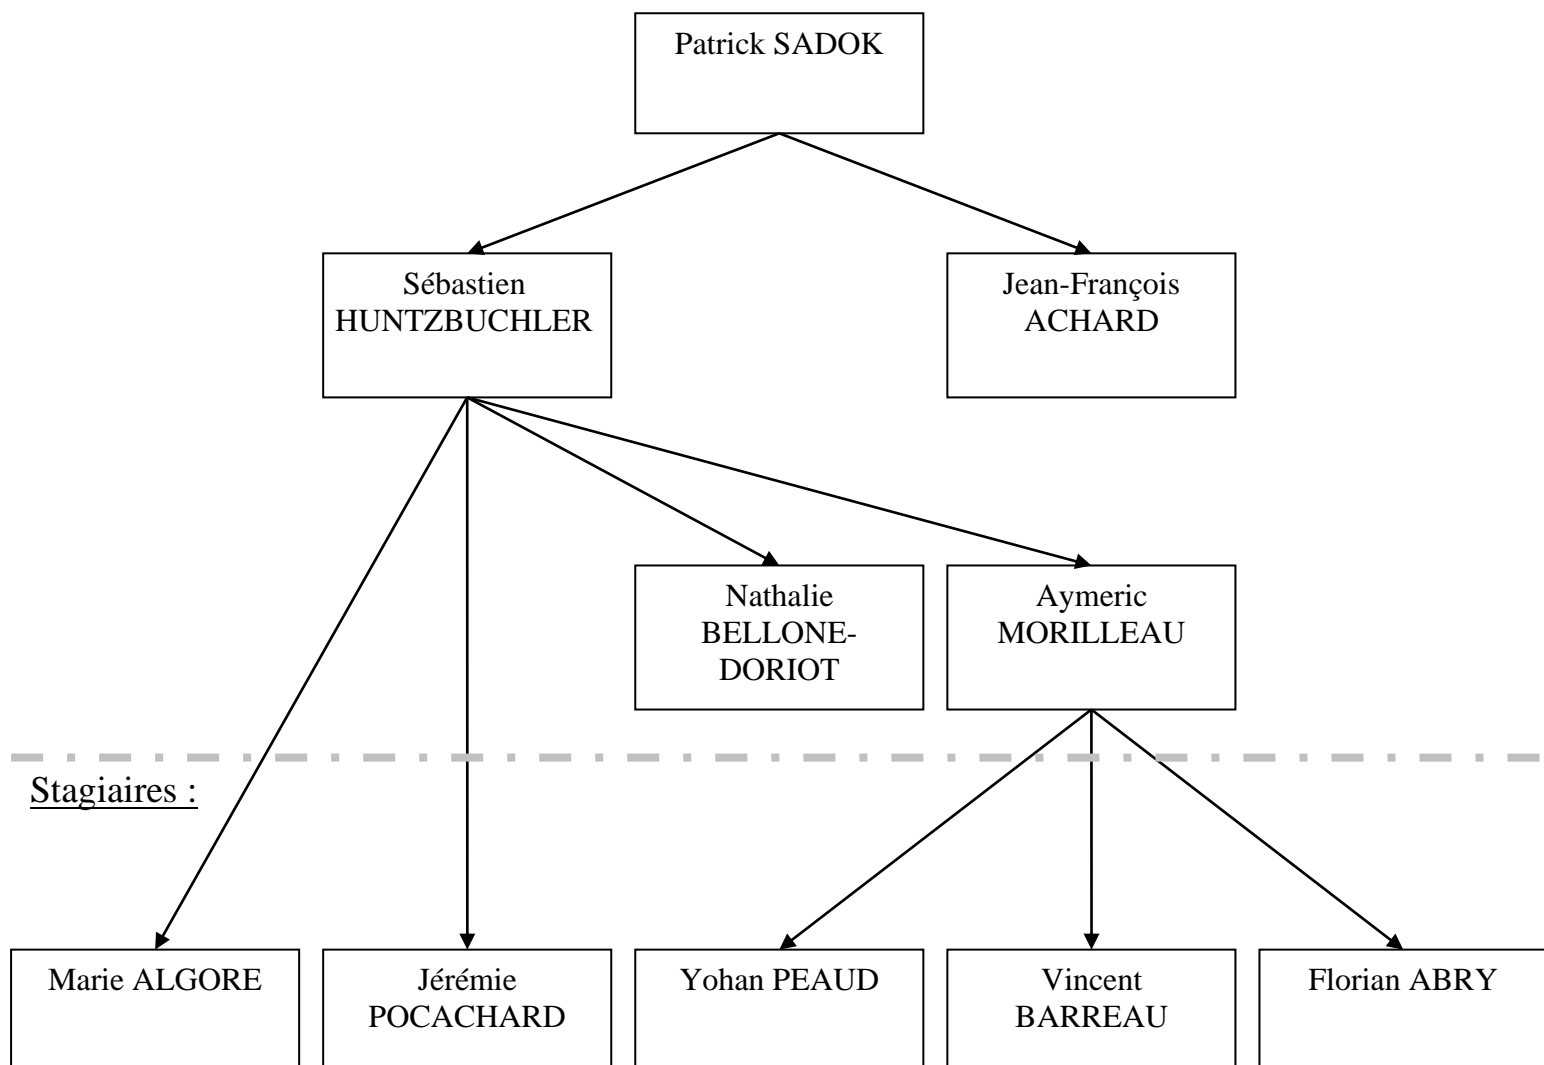 Patrick SADOK
Sébastien
HUNTZBUCHLER
Jean-François
ACHARD
Nathalie
BELLONE-
DORIOT
Aymeric
MORILLEAU
Stagiaires :
Marie ALGORE
Jérémie
POCACHARD
Yohan PEAUD
Vincent
BARREAU
Florian ABRY